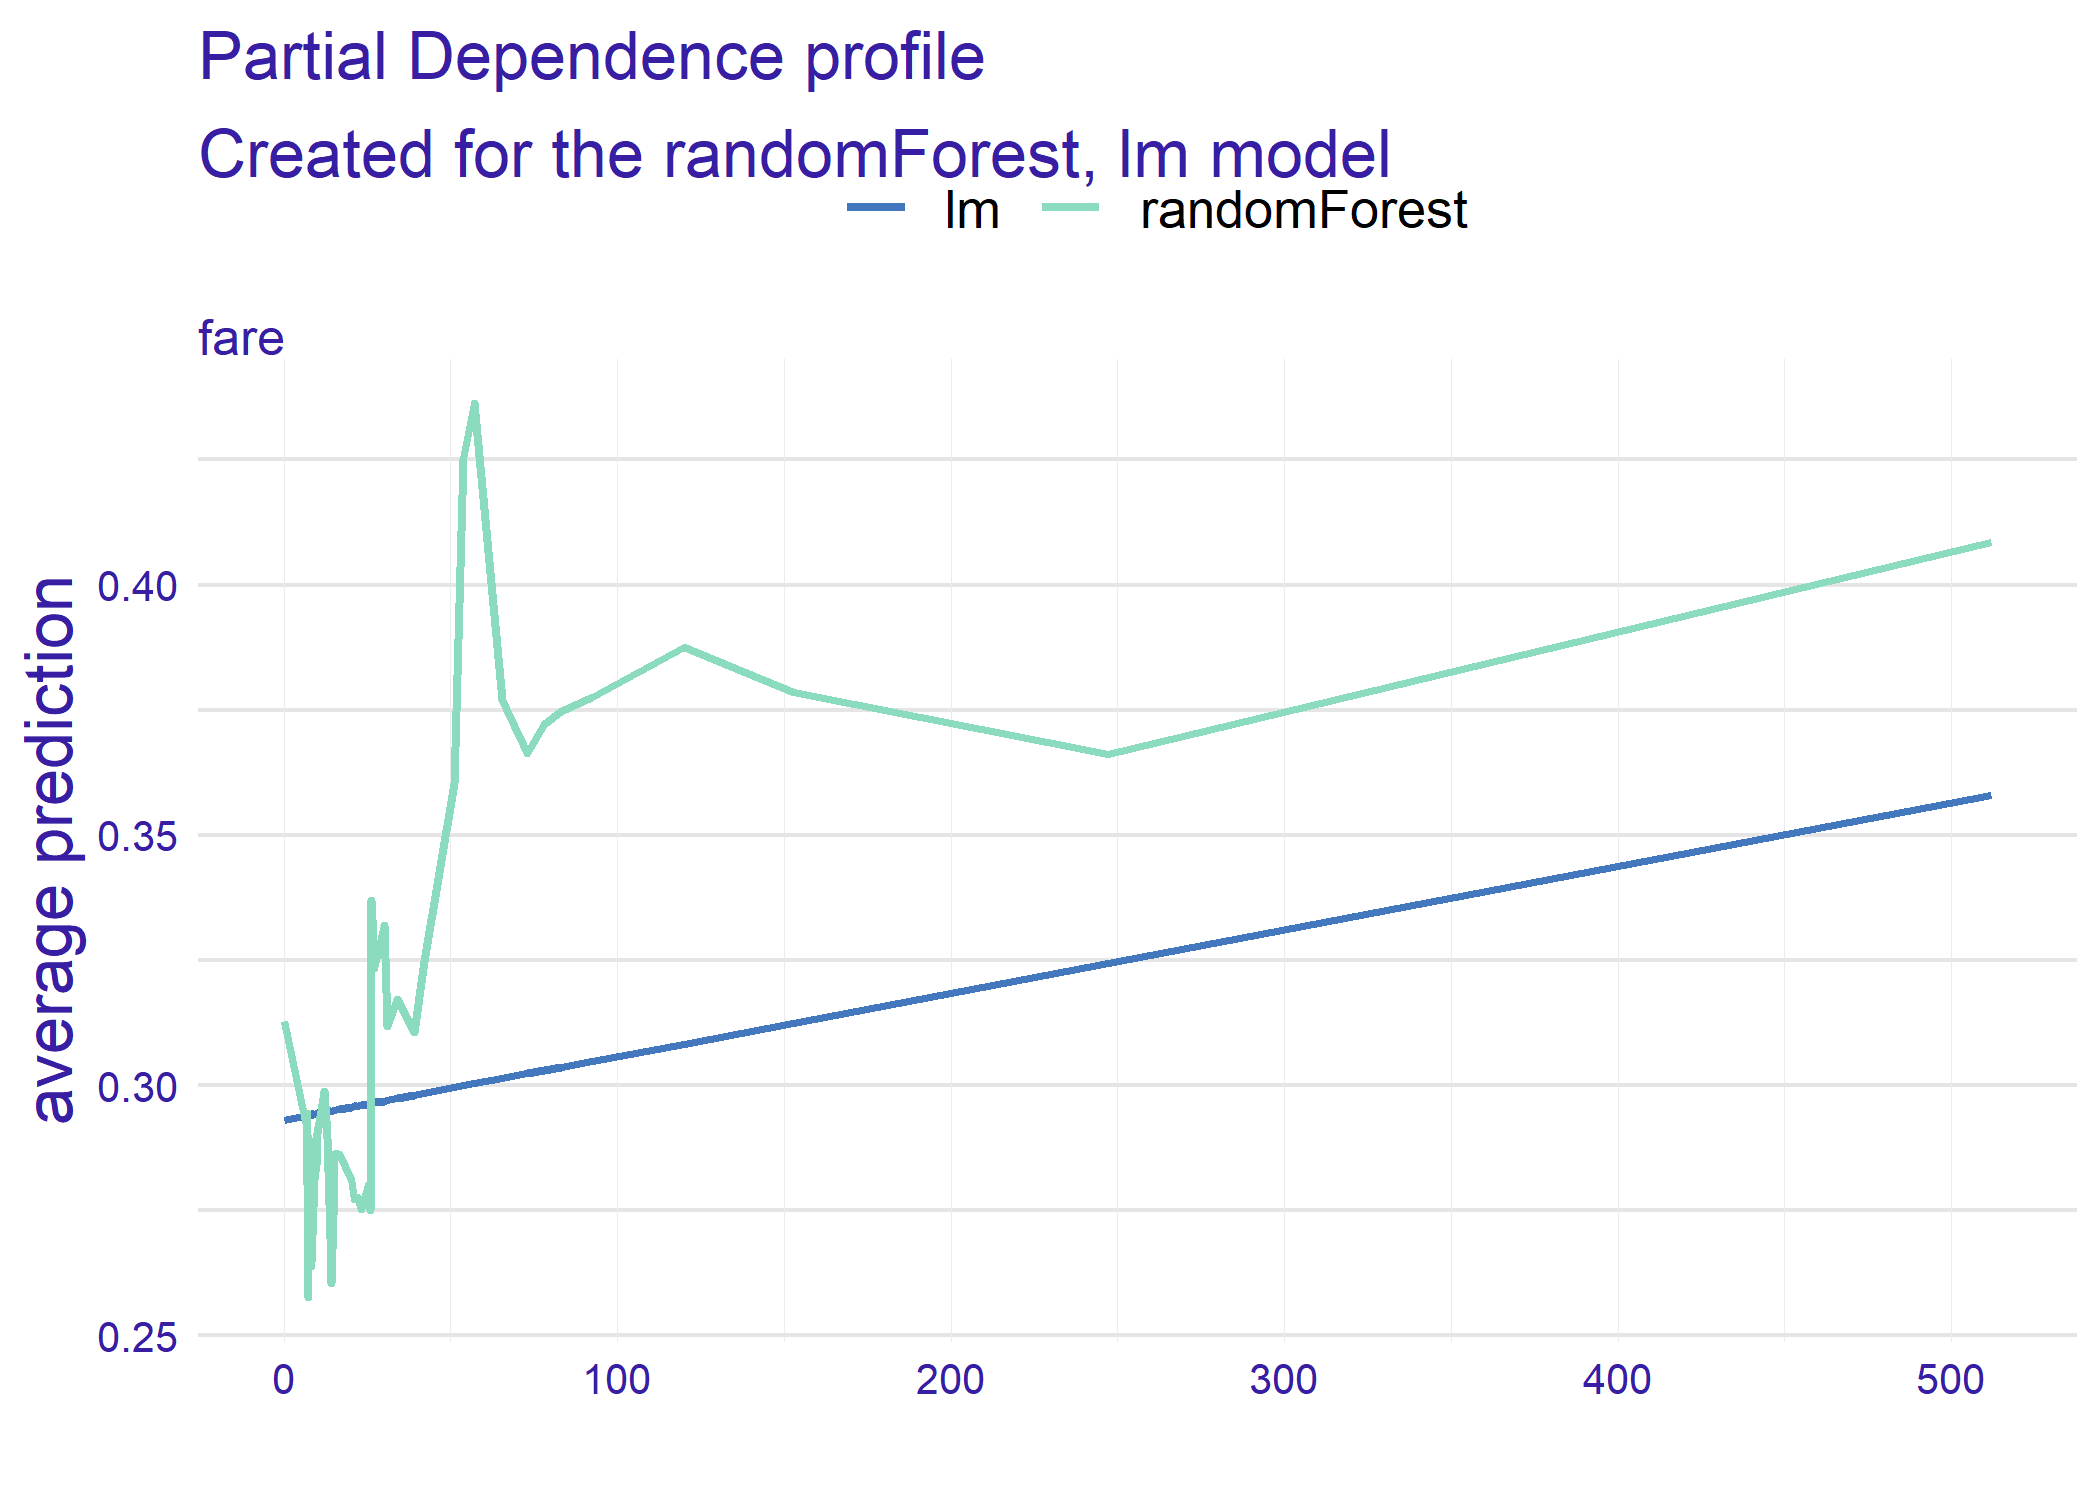 Partial Dependence profile
Created for the randomForest, lm model
lm randomForest
fare
average prediction
0.40
0.35
0.30
0.25
0 100 200 300 400 500